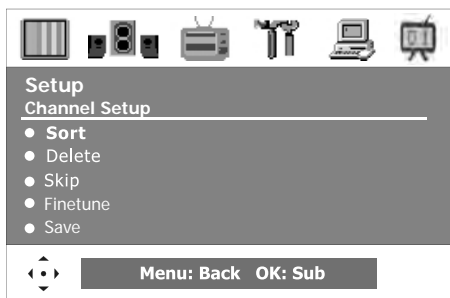 Setup
Channel Setup
Sort
Delete
Skip
Finetune
Save
Menu: Back OK: Sub